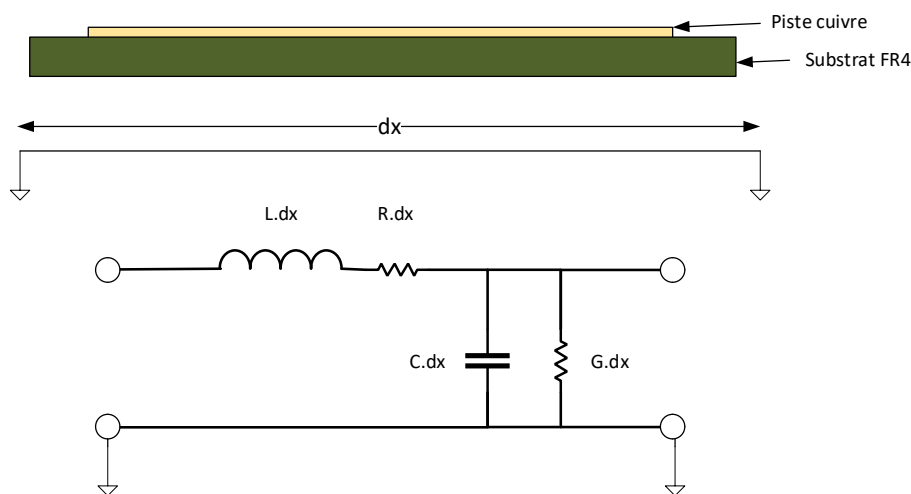 Piste cuivre
Substrat FR4
dx
L.dx
R.dx
C.dx
G.dx